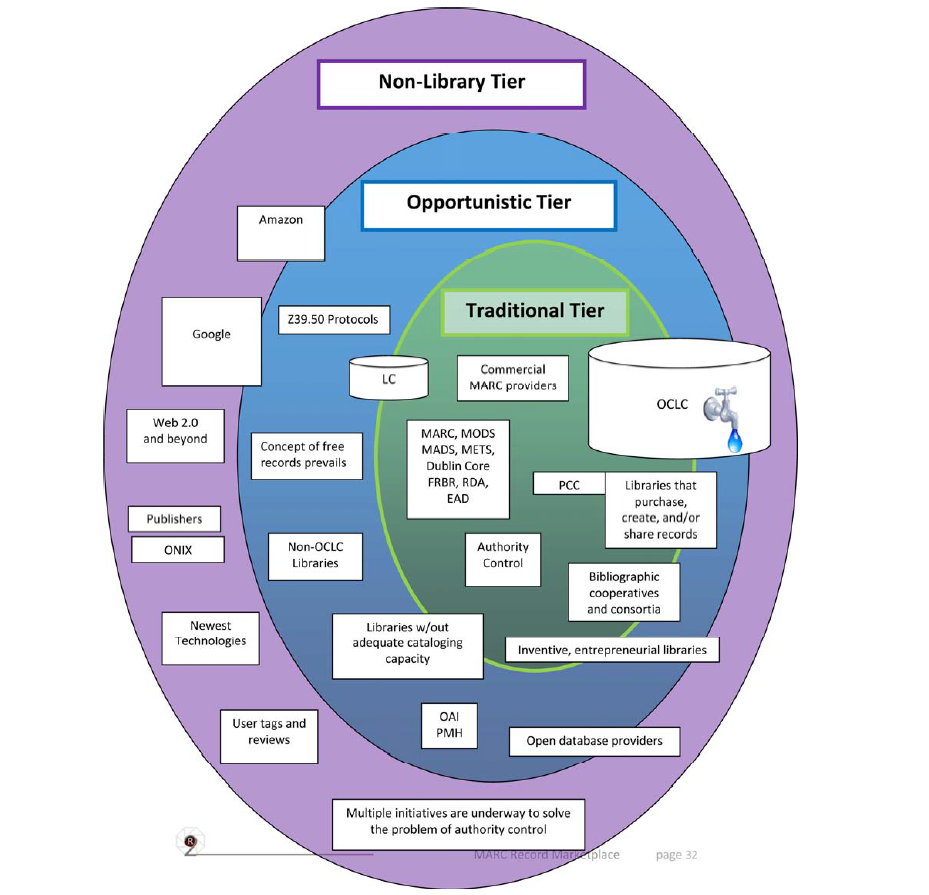 Non-Library Tier
Opportunistic Tier
Amazon
Traditional Tier
Z39.50 Protocols
Google
LC
Commercial
MARC providers
OCLC
Web 2.0
and beyond
Concept of free
records prevails
MARC, MODS
MADS, METS,
Dublin Core
FRBR, RDA,
EAD
PCC
Libraries that
purchase,
create, and/or
share records
Publishers
ONIX
Non-OCLC
Libraries
Authority
Control
Bibliographic
cooperatives
and consortia
Newest
Technologies
Libraries w/out
adequate cataloging
capacity
Inventive, entrepreneurial libraries
User tags and
reviews
OAI
PMH
Open database providers
Multiple initiatives are underway to solve
the problem of authority control
R
2
MARC Record Marketplace page 32